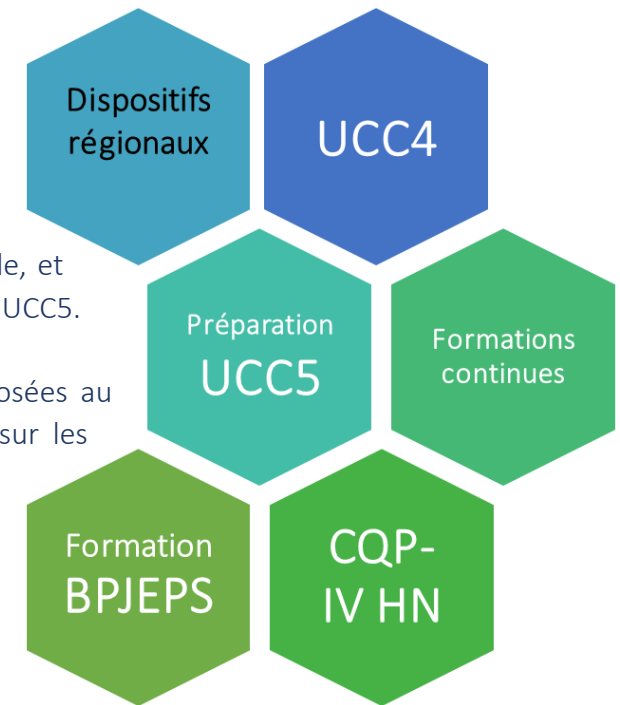 Dispositifs
régionaux
UCC4
le, et
UCC5.
Préparation
UCC5
Formations
continues
osées au
sur les
Formation
BPJEPS
CQP-
IV HN